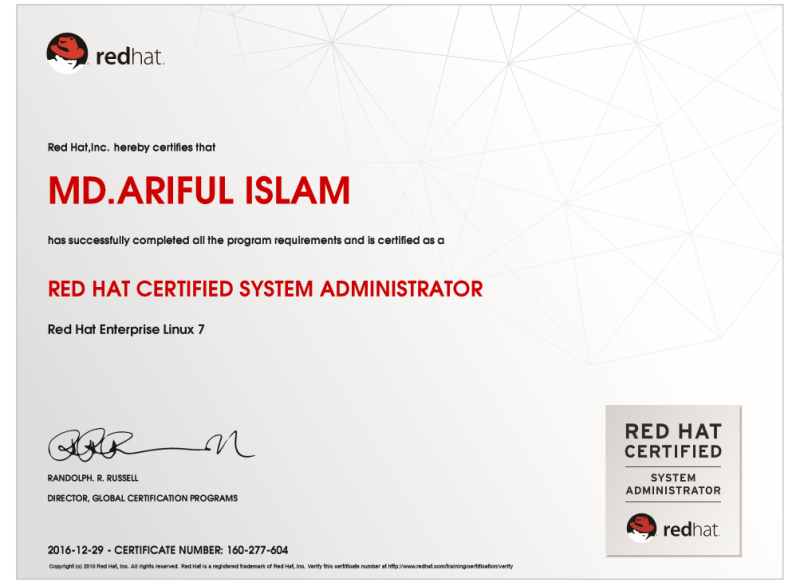 redhat.
Red Hat,Inc. hereby certifies that
MD.ARIFUL ISLAM
has successfully completed all the program requirements and is certified as a
RED HAT CERTIFIED SYSTEM ADMINISTRATOR
Red Hat Enterprise Linux 7
RANDOLPH. R. RUSSELL
DIRECTOR, GLOBAL CERTIFICATION PROGRAMS
2016-12-29 - CERTIFICATE NUMBER: 160-277-604
Copyright (c) 2010 Red Hat, Inc. All rights reserved. Red Hat is a registered trademark of Red Hat, Inc. Verify this certificate number at http://www.redhat.com/training/certification/verify
RED HAT
CERTIFIED
SYSTEM
ADMINISTRATOR
redhat.